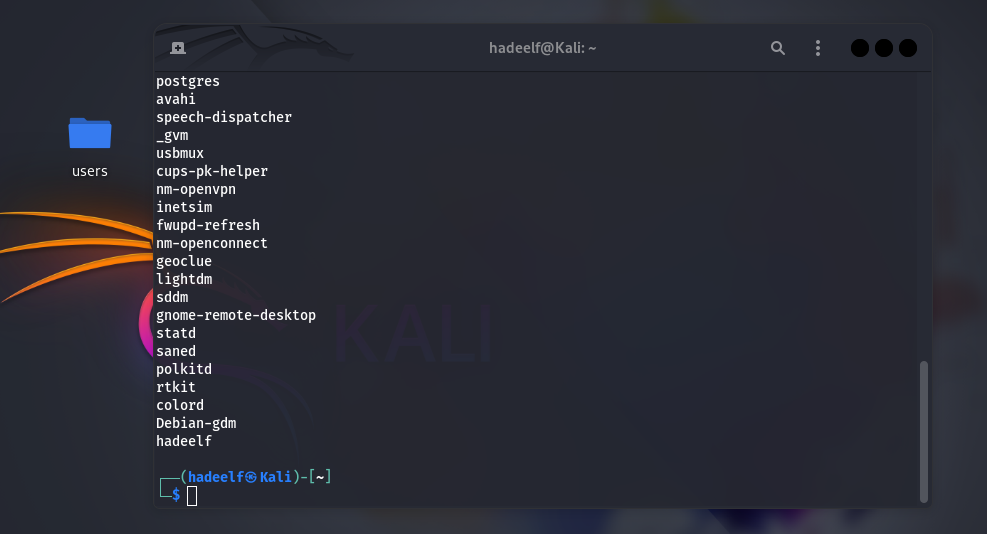 hadeelf@Kali: ~
postgres
avahi
speech-dispatcher
_gvm
usbmux
cups-pk-helper
nm-openvpn
inetsim
fwupd-refresh
nm-openconnect
geoclue
lightdm
sddm
gnome-remote-desktop
statd
saned
polkitd
rtkit
colord
Debian-gdm
hadeelf
┌──(hadeelf㉿Kali)-[~]
└─$
users
KALI